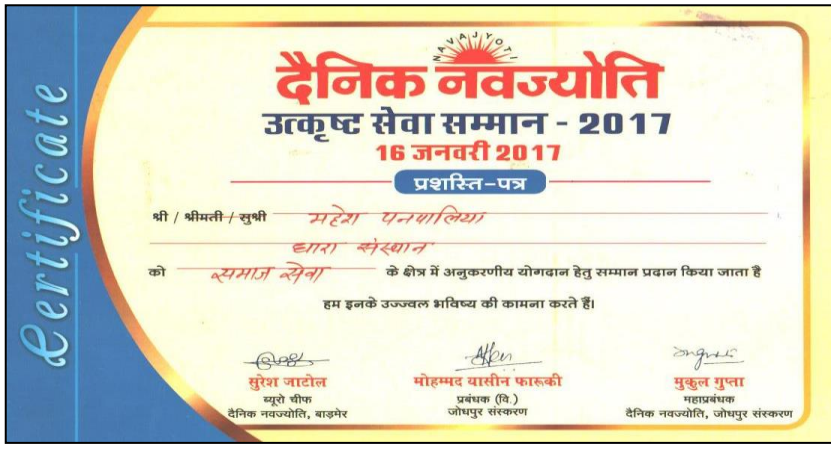 Certificate
NAVAJYOTI
दैनिक नवज्योति
उत्कृष्ट सेवा सम्मान - 2017
16 जनवरी 2017
प्रशस्ति-पत्र
श्री / श्रीमती / सुश्री महेश पनपालिया
धारा संस्थान
को समाज सेवा के क्षेत्र में अनुकरणीय योगदान हेतु सम्मान प्रदान किया जाता है
हम इनके उज्ज्वल भविष्य की कामना करते हैं।
सुरेश जाटोल
ब्यूरो चीफ
दैनिक नवज्योति, बाड़मेर
मोहम्मद यासीन फारूकी
प्रबंधक (वि.)
जोधपुर संस्करण
मुकुल गुप्ता
महाप्रबंधक
दैनिक नवज्योति, जोधपुर संस्करण